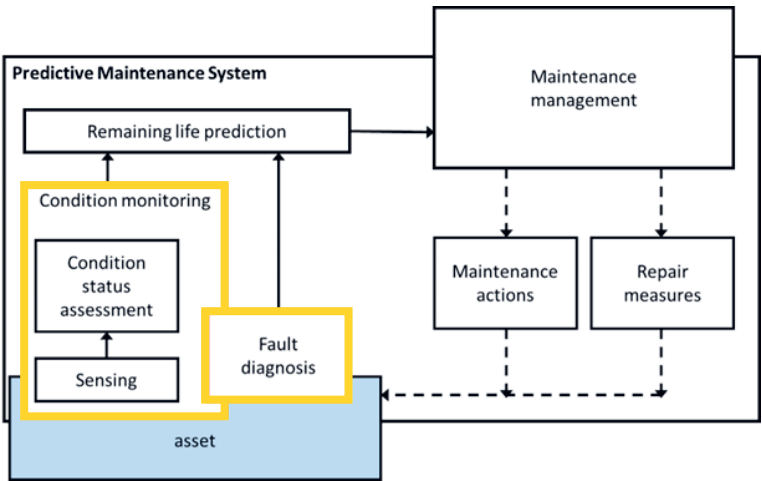 Predictive Maintenance System
Maintenance
management
Remaining life prediction
Condition monitoring
Condition
status
assessment
Sensing
Fault
diagnosis
Maintenance
actions
Repair
measures
asset